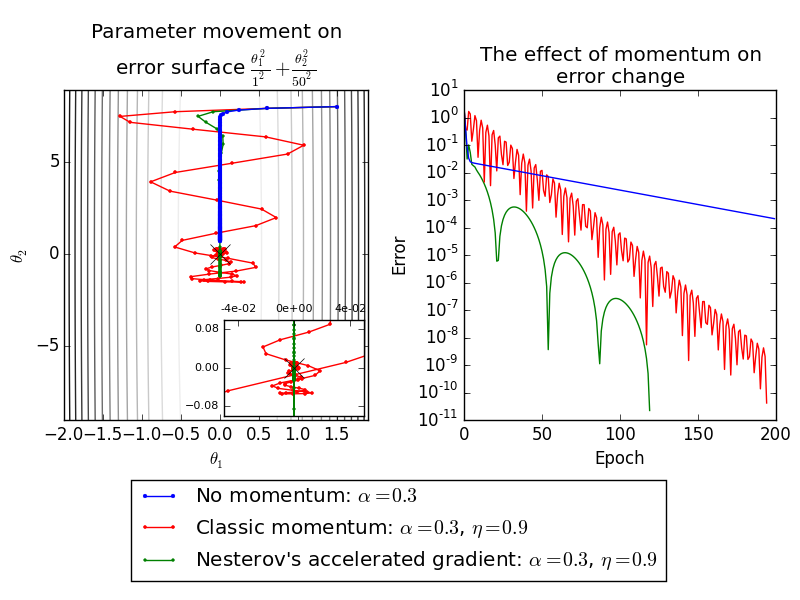 Parameter movement on
error surface θ₁²/1² + θ₂²/50²
The effect of momentum on
error change
θ₂
5
0
−5
−2.0 −1.5 −1.0 −0.5 0.0 0.5 1.0 1.5
θ₁
-4e-02 0e+00 4e-02
0.08
0.00
−0.08
Error
10¹
10⁰
10⁻¹
10⁻²
10⁻³
10⁻⁴
10⁻⁵
10⁻⁶
10⁻⁷
10⁻⁸
10⁻⁹
10⁻¹⁰
10⁻¹¹
0 50 100 150 200
Epoch
No momentum: α=0.3
Classic momentum: α=0.3, η=0.9
Nesterov's accelerated gradient: α=0.3, η=0.9